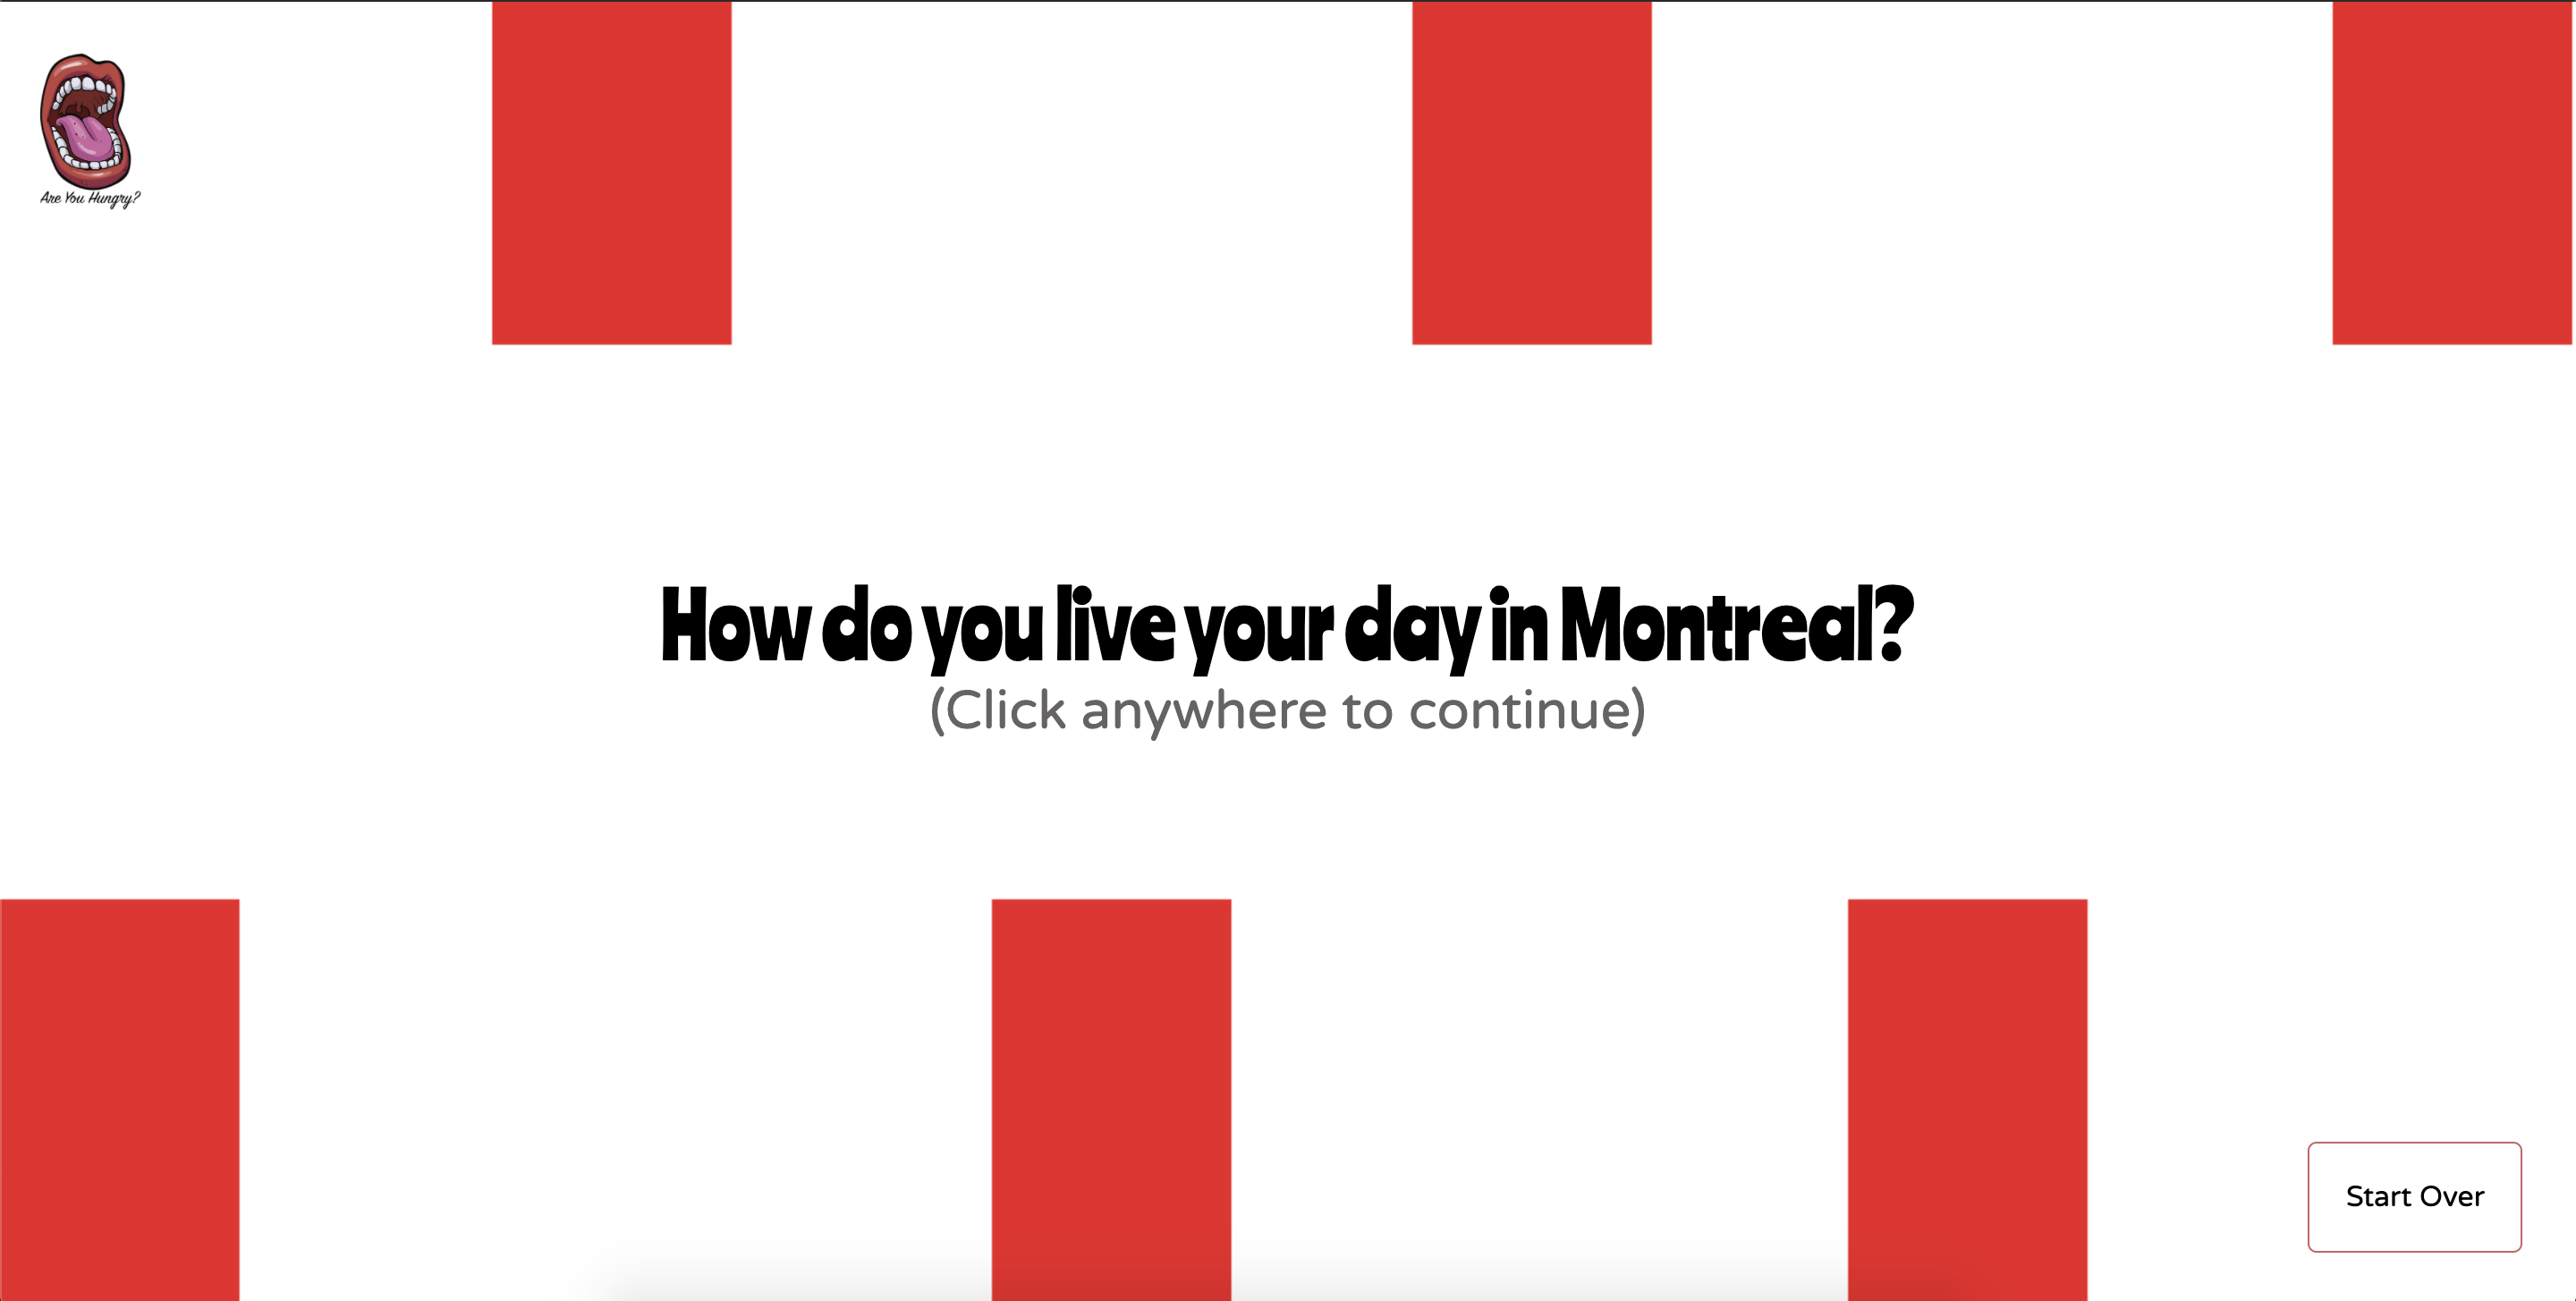 Are You Hungry?
How do you live your day in Montreal?
(Click anywhere to continue)
Start Over